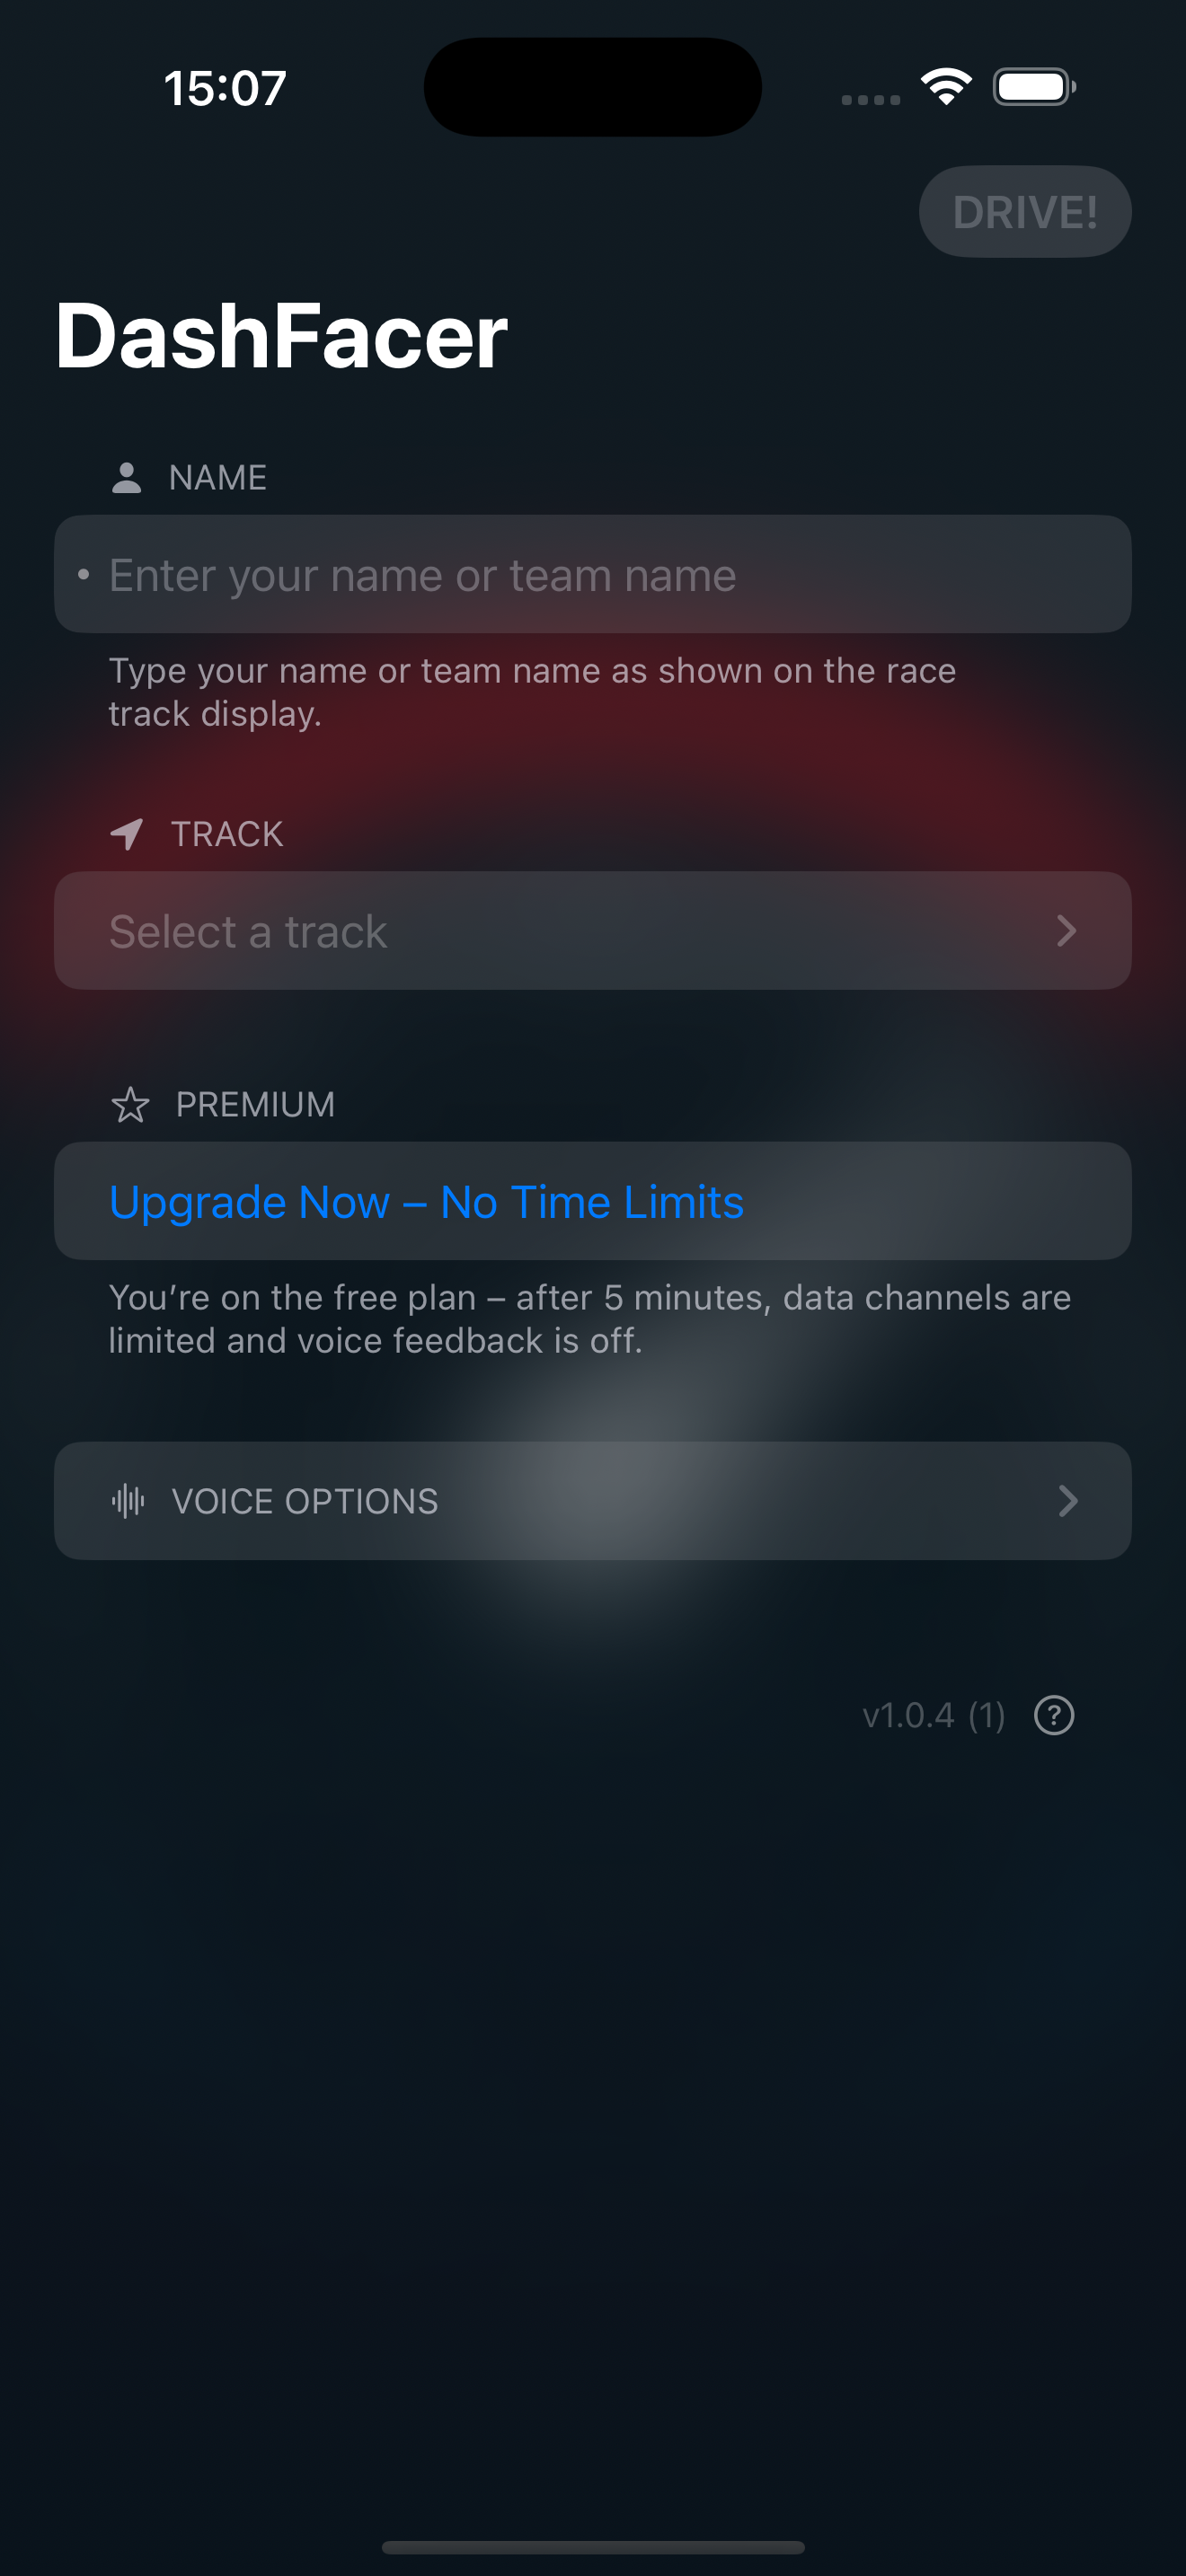 15:07
DRIVE!
DashFacer
NAME
Enter your name or team name
Type your name or team name as shown on the race
track display.
TRACK
Select a track
PREMIUM
Upgrade Now – No Time Limits
You’re on the free plan – after 5 minutes, data channels are
limited and voice feedback is off.
VOICE OPTIONS
v1.0.4 (1) ?